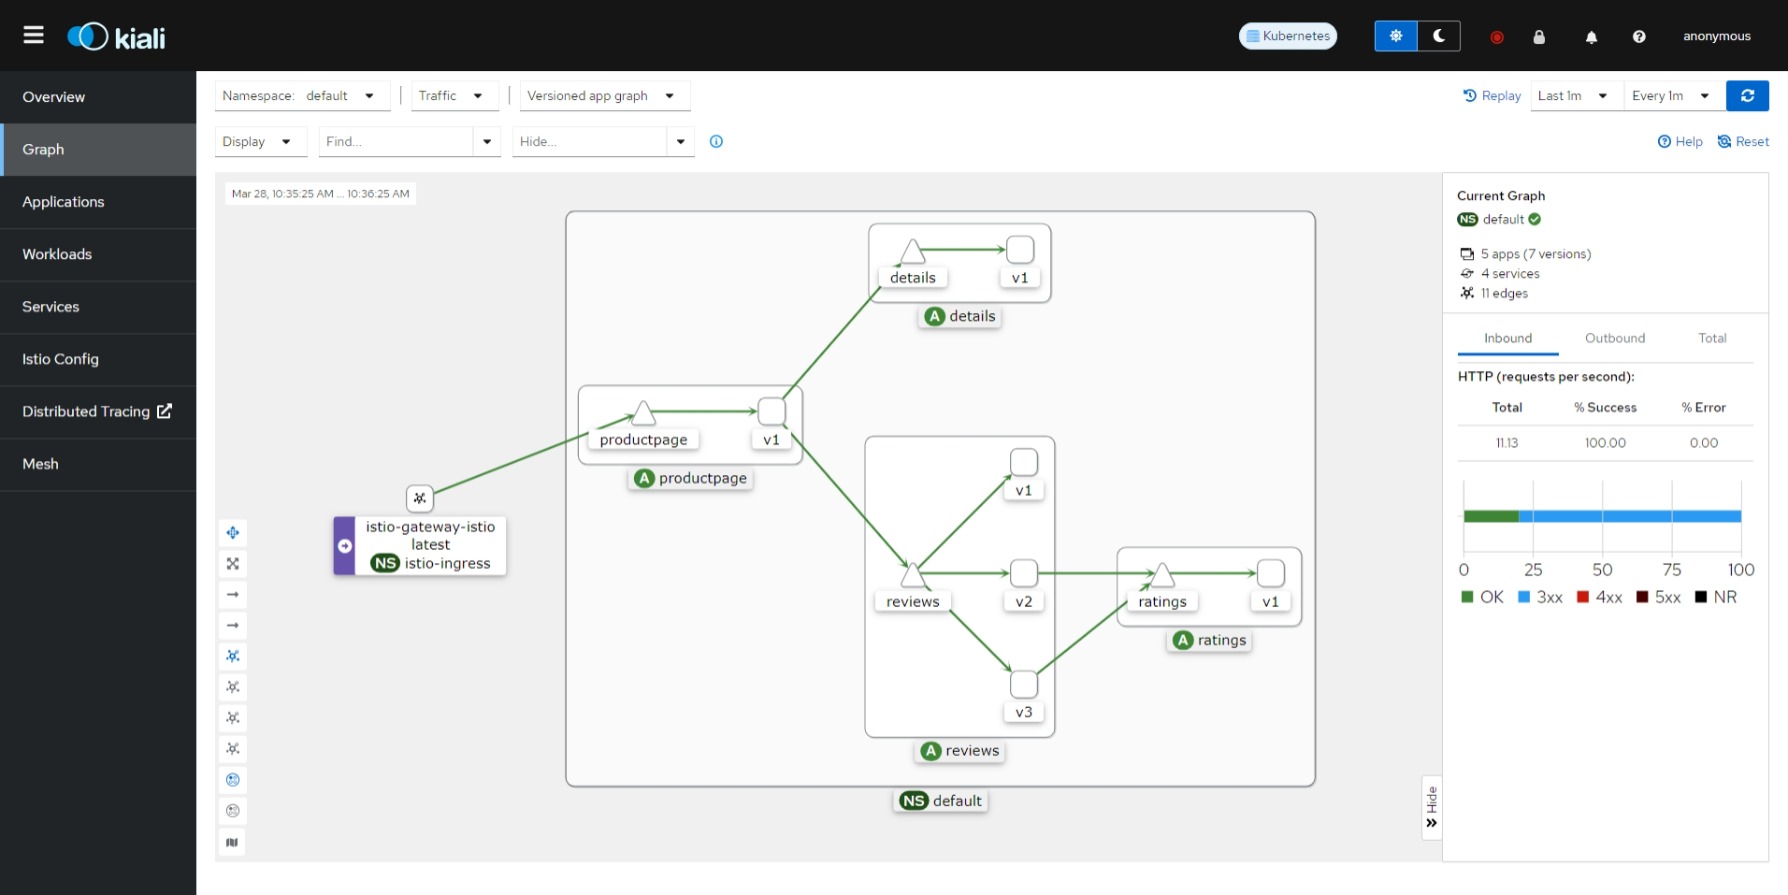 kiali
Kubernetes
anonymous
Overview
Graph
Applications
Workloads
Services
Istio Config
Distributed Tracing
Mesh
Namespace: default
Traffic
Versioned app graph
Replay
Last 1m
Every 1m
Display
Find...
Hide...
Help
Reset
Mar 28, 10:35:25 AM ... 10:36:25 AM
details
v1
A details
productpage
v1
A productpage
istio-gateway-istio
latest
NS istio-ingress
v1
reviews
v2
v3
A reviews
ratings
v1
A ratings
NS default
Hide
Current Graph
NS default
5 apps (7 versions)
4 services
11 edges
Inbound Outbound Total
HTTP (requests per second):
Total % Success % Error
11.13 100.00 0.00
0 25 50 75 100
OK 3xx 4xx 5xx NR